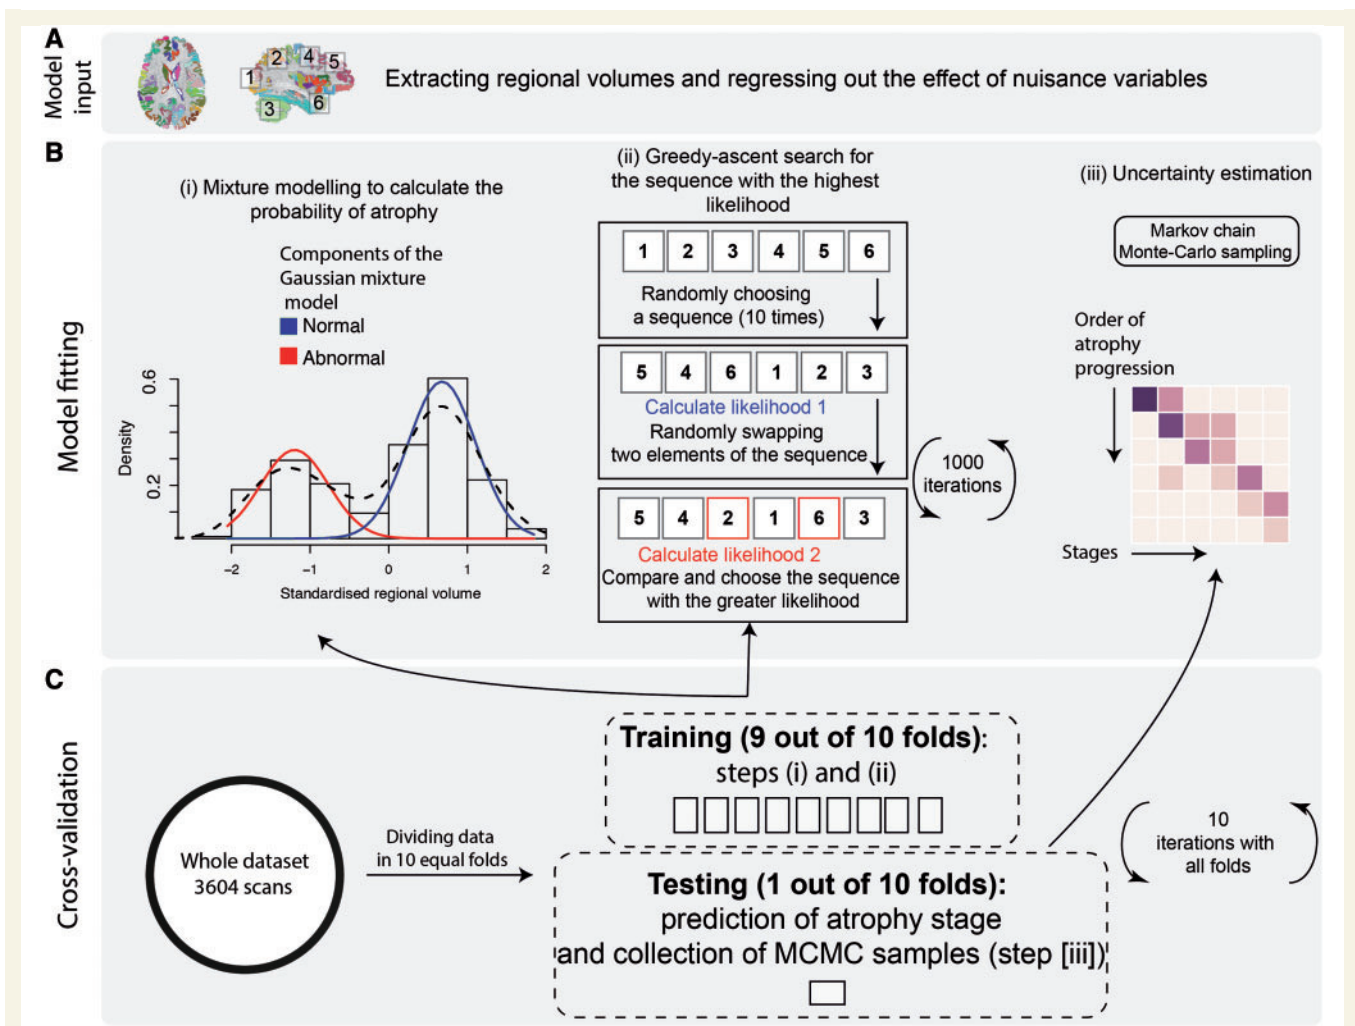 A
Model
input
1
2
4
5
3
6
Extracting regional volumes and regressing out the effect of nuisance variables
B
Model fitting
(i) Mixture modelling to calculate the
probability of atrophy
Components of the
Gaussian mixture
model
Normal
Abnormal
0.6
0.2
Density
-2
-1
0
1
2
Standardised regional volume
(ii) Greedy-ascent search for
the sequence with the highest
likelihood
1 2 3 4 5 6
Randomly choosing
a sequence (10 times)
5 4 6 1 2 3
Calculate likelihood 1
Randomly swapping
two elements of the sequence
5 4 2 1 6 3
Calculate likelihood 2
Compare and choose the sequence
with the greater likelihood
1000
iterations
(iii) Uncertainty estimation
Markov chain
Monte-Carlo sampling
Order of
atrophy
progression
Stages
C
Cross-validation
Whole dataset
3604 scans
Dividing data
in 10 equal folds
Training (9 out of 10 folds):
steps (i) and (ii)
Testing (1 out of 10 folds):
prediction of atrophy stage
and collection of MCMC samples (step [iii])
10
iterations with
all folds